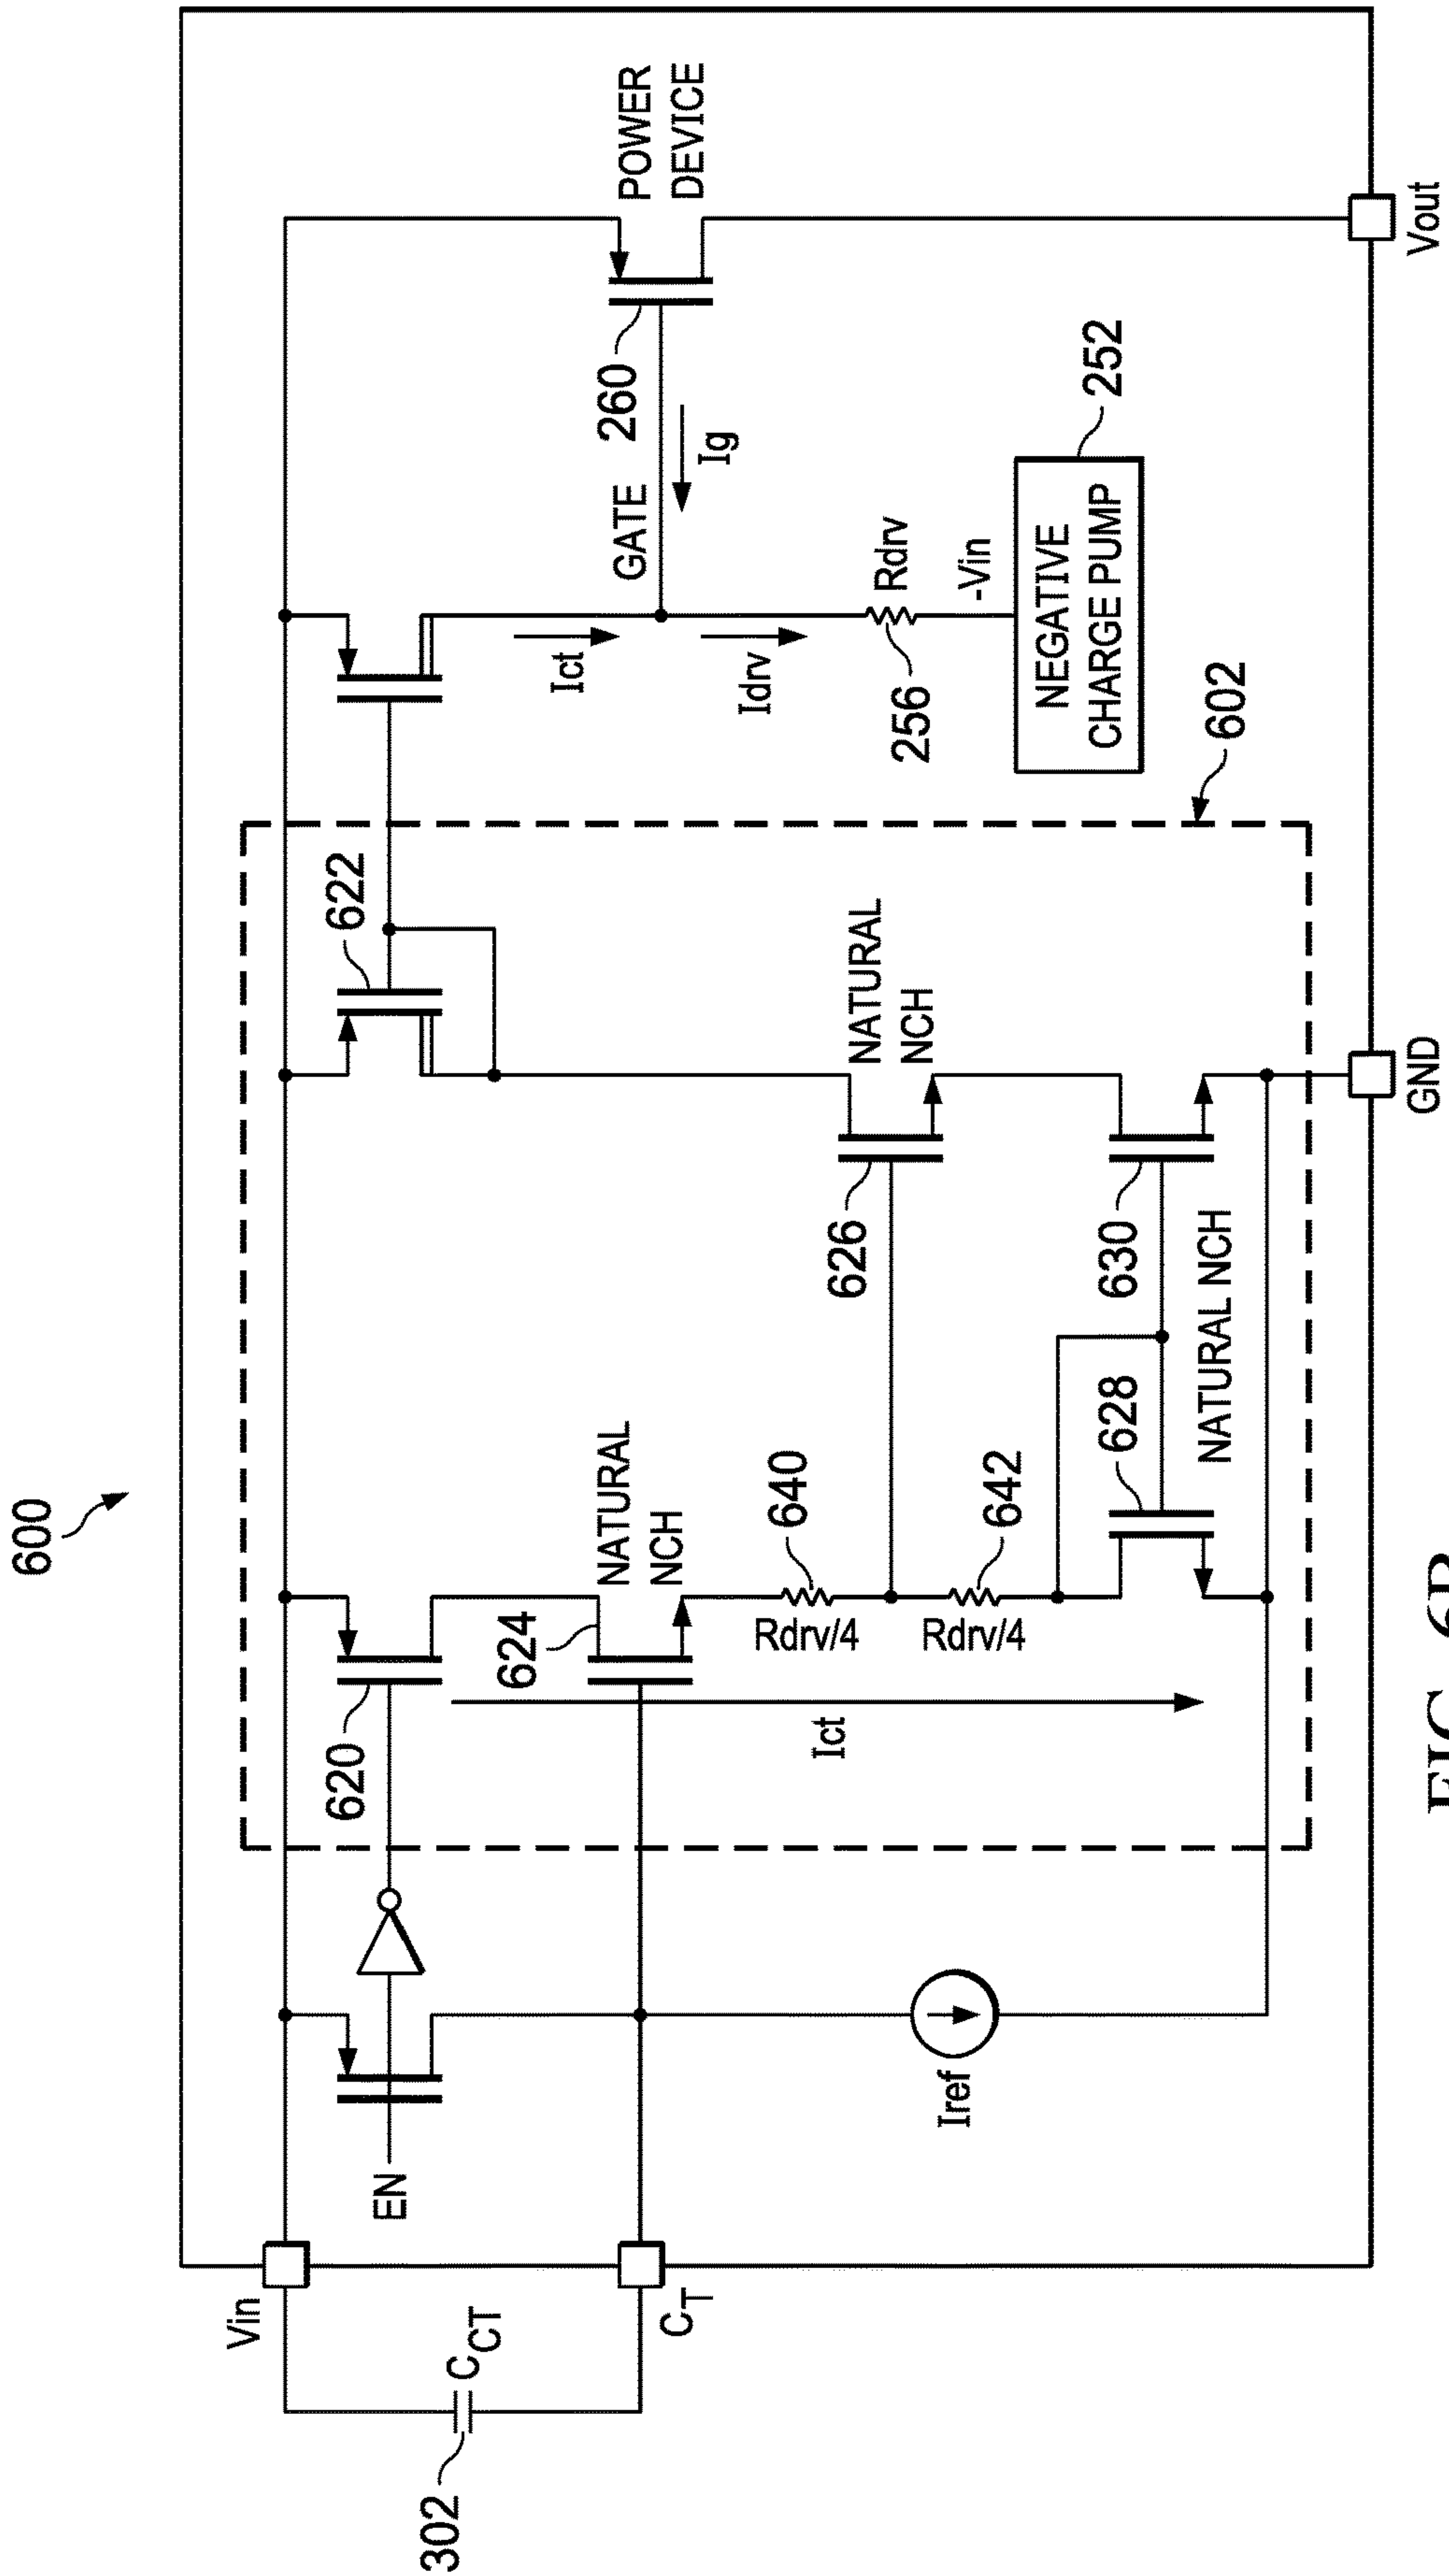 600
Vin
302
C_CT
C_T
EN
Iref
620
Ict
624
NATURAL
NCH
640
Rdrv/4
642
Rdrv/4
628
NATURAL NCH
622
626
NATURAL
NCH
630
GND
602
Ict
GATE
Idrv
Ig
256
Rdrv
-Vin
NEGATIVE
CHARGE PUMP
252
260
POWER
DEVICE
Vout